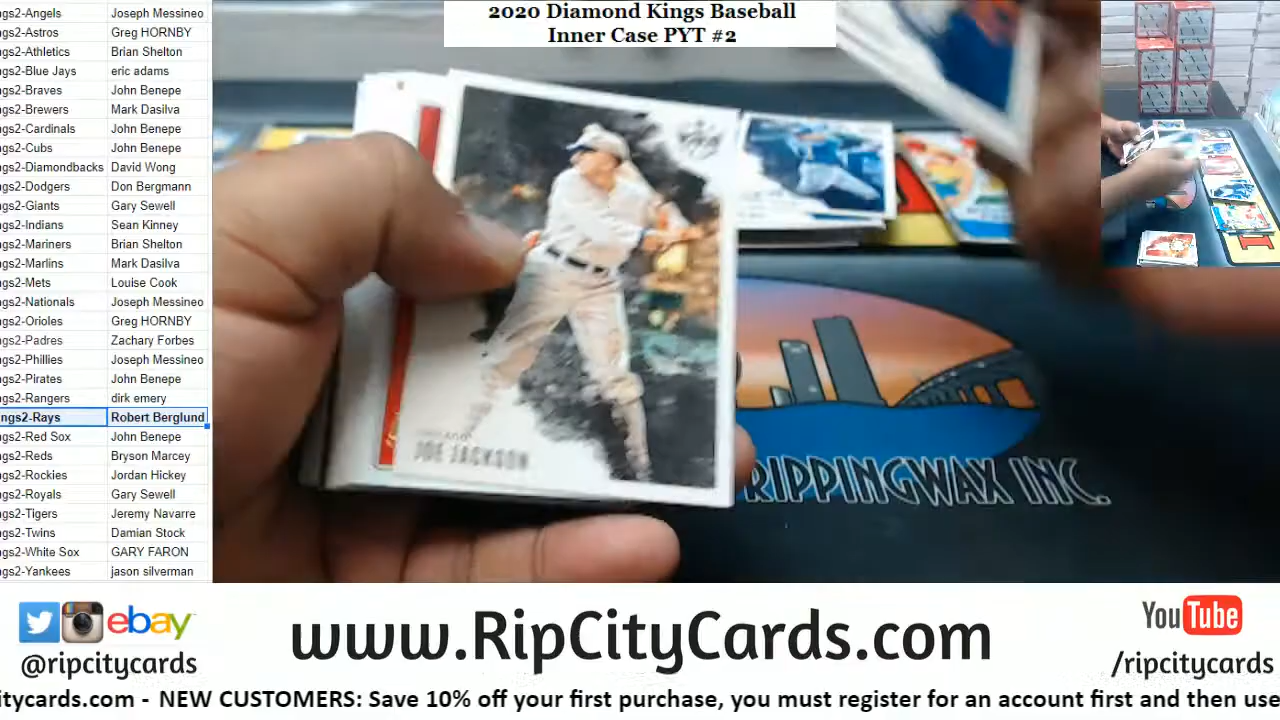 2020 Diamond Kings Baseball
Inner Case PYT #2
ngs2-Angels Joseph Messineo
ngs2-Astros Greg HORNBY
ngs2-Athletics Brian Shelton
ngs2-Blue Jays eric adams
ngs2-Braves John Benepe
ngs2-Brewers Mark Dasilva
ngs2-Cardinals John Benepe
ngs2-Cubs John Benepe
ngs2-Diamondbacks David Wong
ngs2-Dodgers Don Bergmann
ngs2-Giants Gary Sewell
ngs2-Indians Sean Kinney
ngs2-Mariners Brian Shelton
ngs2-Marlins Mark Dasilva
ngs2-Mets Louise Cook
ngs2-Nationals Joseph Messineo
ngs2-Orioles Greg HORNBY
ngs2-Padres Zachary Forbes
ngs2-Phillies Joseph Messineo
ngs2-Pirates John Benepe
ngs2-Rangers dirk emery
ngs2-Rays Robert Berglund
ngs2-Red Sox John Benepe
ngs2-Reds Bryson Marcey
ngs2-Rockies Jordan Hickey
ngs2-Royals Gary Sewell
ngs2-Tigers Jeremy Navarre
ngs2-Twins Damian Stock
ngs2-White Sox GARY FARON
ngs2-Yankees jason silverman
JOE JACKSON
RIPPINGWAX INC.
ebay
@ripcitycards
www.RipCityCards.com
YouTube
/ripcitycards
citycards.com - NEW CUSTOMERS: Save 10% off your first purchase, you must register for an account first and then use